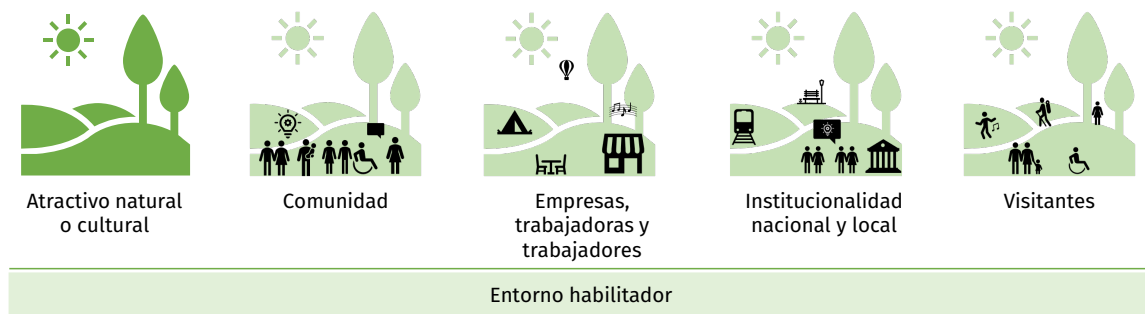 Atractivo natural
o cultural
Comunidad
Empresas,
trabajadoras y
trabajadores
Institucionalidad
nacional y local
Visitantes
Entorno habilitador